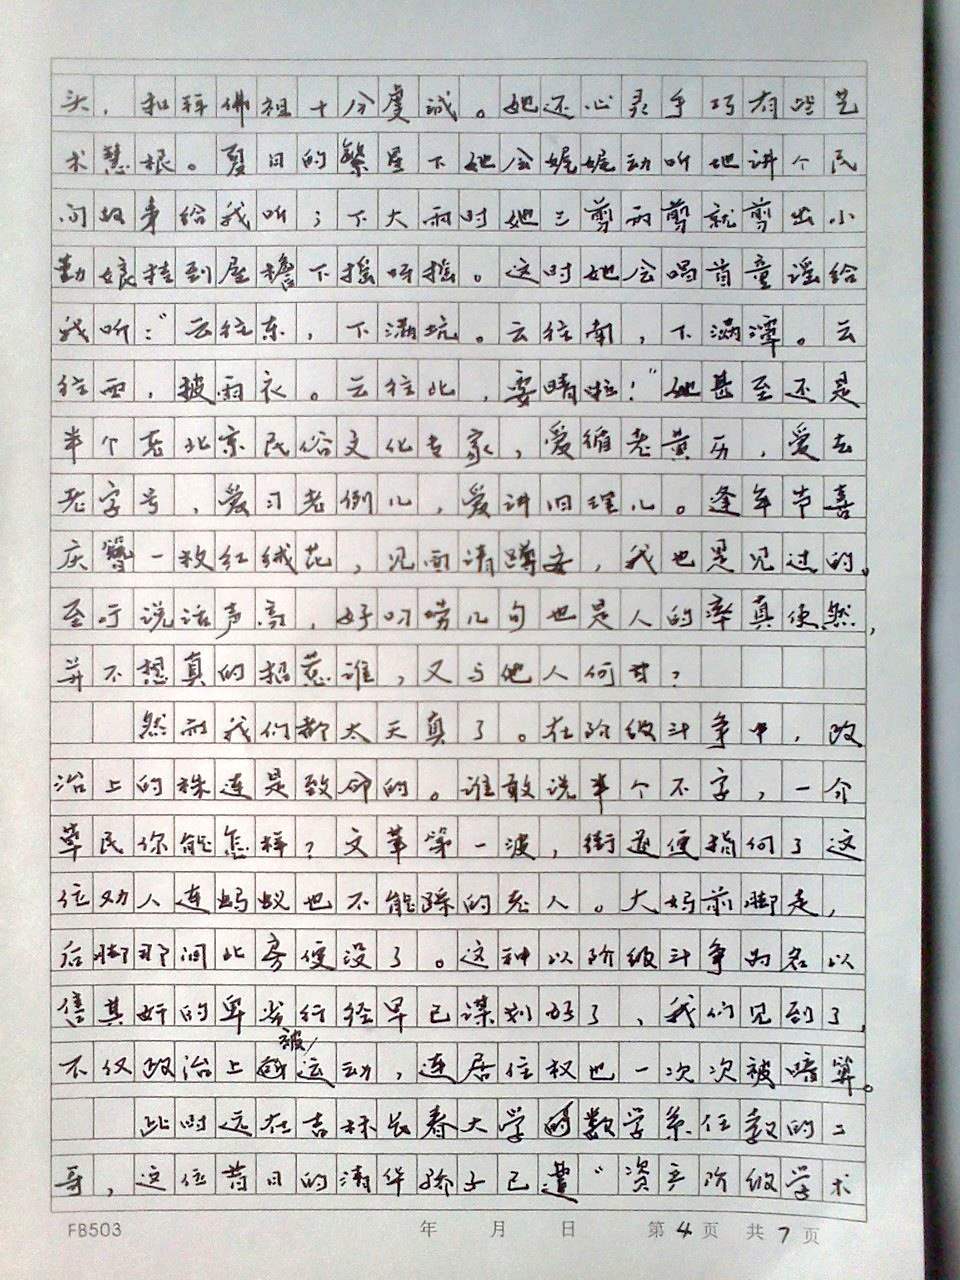 头，和拜佛祖十分虔诚。她还心灵手巧有些艺
术慧根。夏日的繁星下她会娓娓动听地讲个民
间故事给我听；下大雨时她三剪两剪就剪出小
勤娘挂到屋檐下摇呀摇。这时她会唱首童谣给
我听：“云往东，下满坑。云往南，下满潭。云
往西，披雨衣。云往北，要晴啦！”她甚至还是
半个老北京民俗文化专家，爱循老黄历，爱去
老字号，爱习老例儿，爱讲旧理儿。逢年节喜
庆簪一枚红绒花，见面请蹲安，我也是见过的。
至于说话声高，好叨唠几句也是人的率真使然，
并不想真的招惹谁，又与他人何甘？
然而我们都太天真了。在阶级斗争中，政
治上的株连是致命的。谁敢说半个不字，一介
草民你能怎样？文革第一波，街道便指向了这
位劝人连蚂蚁也不能踩的老人。大妈前脚走，
后脚那间北房便没了。这种以阶级斗争为名以
售其奸的卑劣行经早已谋划好了，我们见到了，
不仅政治上被运动，连居住权也一次次被暗算。
此时远在吉林长春大学的数学系任教的二
哥，这位昔日的清华骄子已遭“资产阶级学术
FB503 年 月 日 第4页 共7页